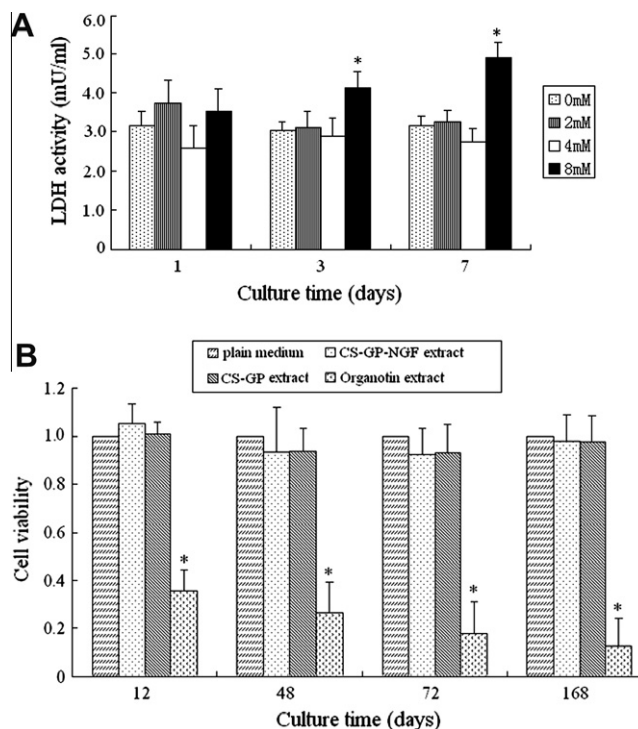 A
LDH activity (mU/ml)
6.0
5.0
4.0
3.0
2.0
1.0
0
*
*
0mM
2mM
4mM
8mM
1
3
7
Culture time (days)
B
plain medium
CS-GP-NGF extract
CS-GP extract
Organotin extract
Cell viability
1.2
1.0
0.8
0.6
0.4
0.2
0
*
*
*
*
12
48
72
168
Culture time (days)